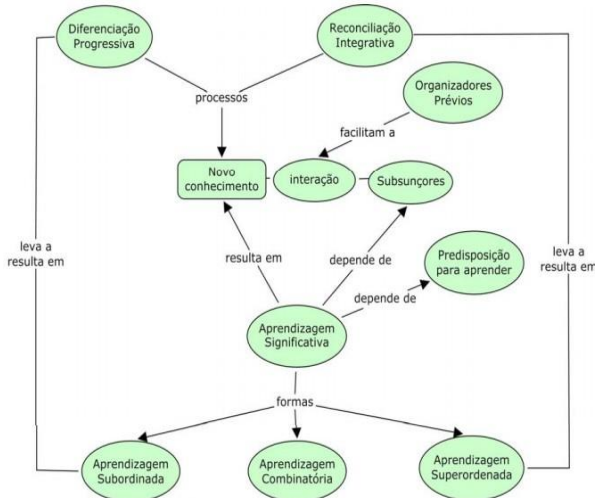 Diferenciação
Progressiva
Reconciliação
Integrativa
processos
Organizadores
Prévios
facilitam a
Novo
conhecimento
interação
Subsunçores
leva a
resulta em
resulta em
depende de
Predisposição
para aprender
leva a
resulta em
depende de
Aprendizagem
Significativa
formas
Aprendizagem
Subordinada
Aprendizagem
Combinatória
Aprendizagem
Superordenada